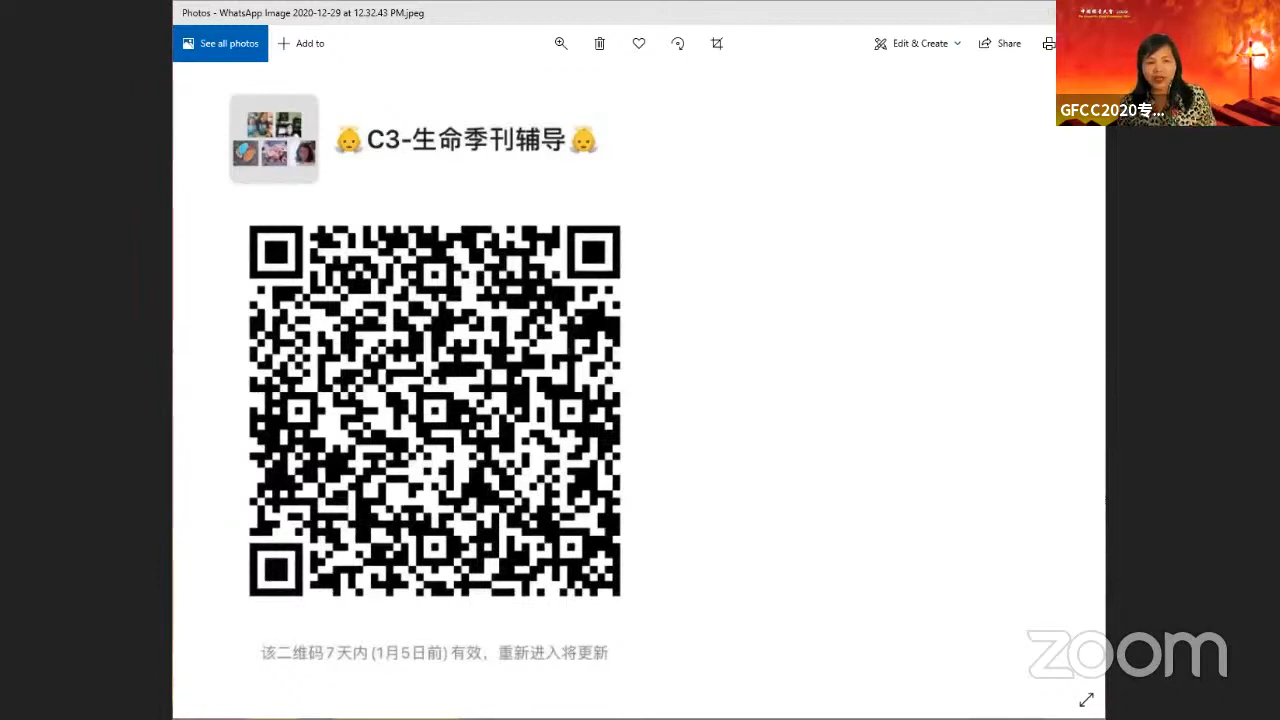 Photos - WhatsApp Image 2020-12-29 at 12.32.43 PM.jpeg
See all photos
Add to
Edit & Create
Share
GFCC2020专...
C3-生命季刊辅导
该二维码7天内(1月5日前)有效，重新进入将更新
zoom